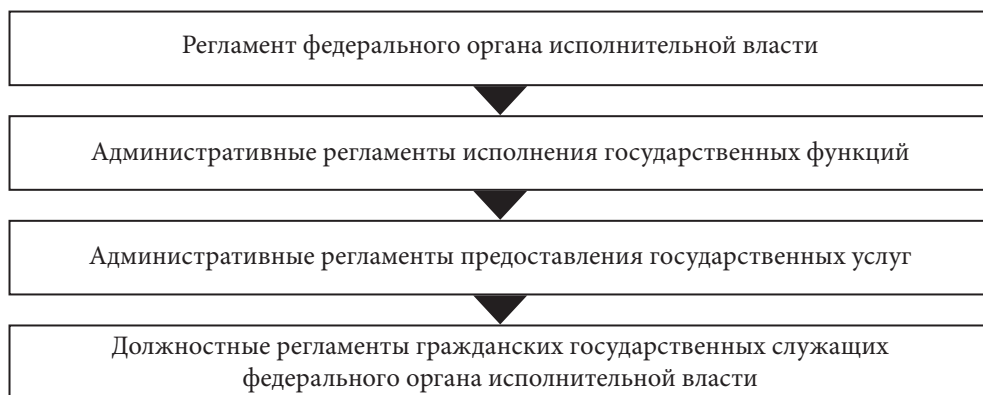 Регламент федерального органа исполнительной власти
Административные регламенты исполнения государственных функций
Административные регламенты предоставления государственных услуг
Должностные регламенты гражданских государственных служащих
федерального органа исполнительной власти